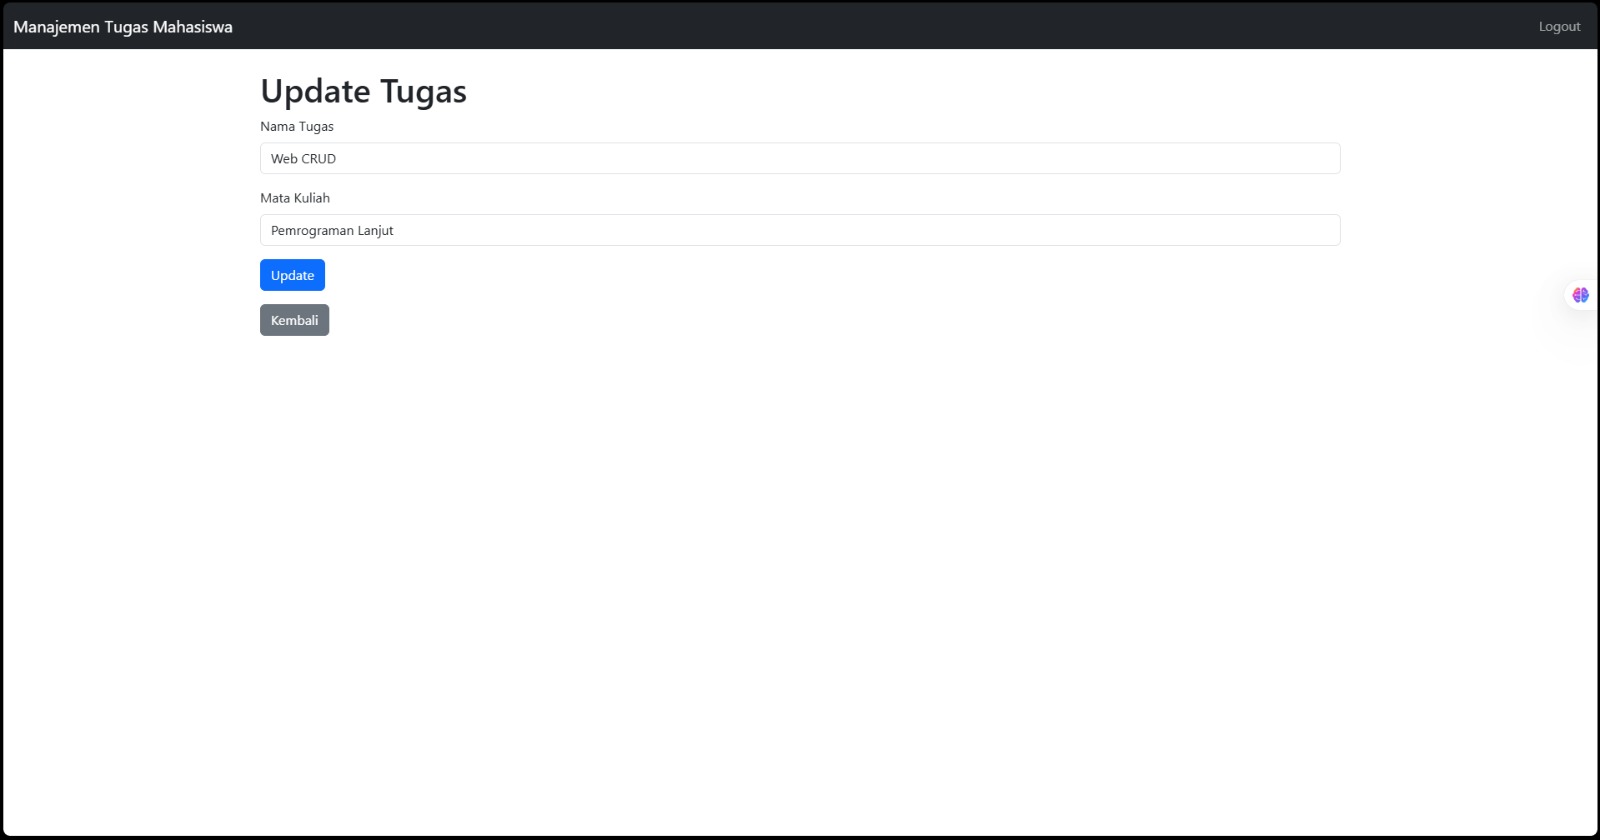 Manajemen Tugas Mahasiswa
Logout
Update Tugas
Nama Tugas
Web CRUD
Mata Kuliah
Pemrograman Lanjut
Update
Kembali